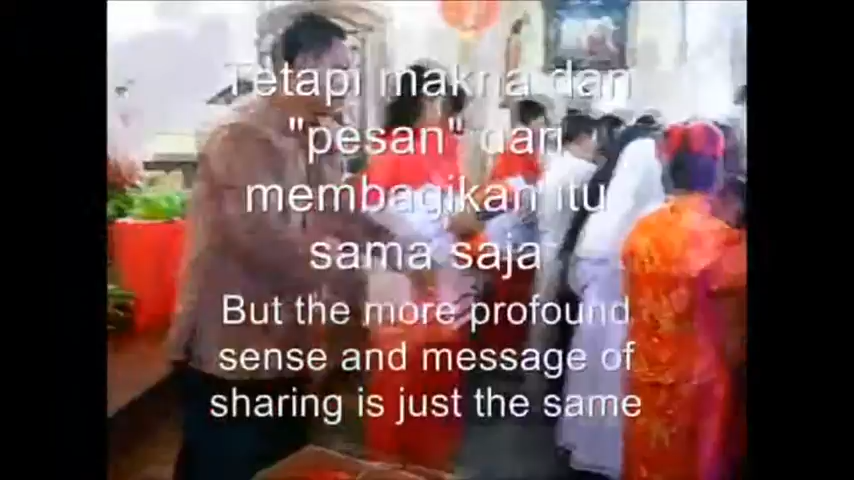 Tetapi makna dan
"pesan" dari
membagikan itu
sama saja
But the more profound
sense and message of
sharing is just the same